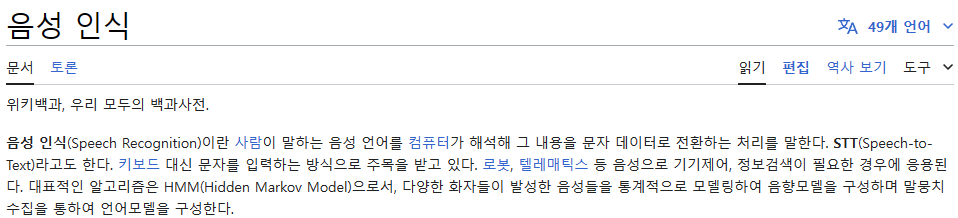 음성 인식
49개 언어
문서 토론 읽기 편집 역사 보기 도구
위키백과, 우리 모두의 백과사전.
음성 인식(Speech Recognition)이란 사람이 말하는 음성 언어를 컴퓨터가 해석해 그 내용을 문자 데이터로 전환하는 처리를 말한다. STT(Speech-to-
Text)라고도 한다. 키보드 대신 문자를 입력하는 방식으로 주목을 받고 있다. 로봇, 텔레매틱스 등 음성으로 기기제어, 정보검색이 필요한 경우에 응용된
다. 대표적인 알고리즘은 HMM(Hidden Markov Model)으로서, 다양한 화자들이 발성한 음성들을 통계적으로 모델링하여 음향모델을 구성하며 말뭉치
수집을 통하여 언어모델을 구성한다.